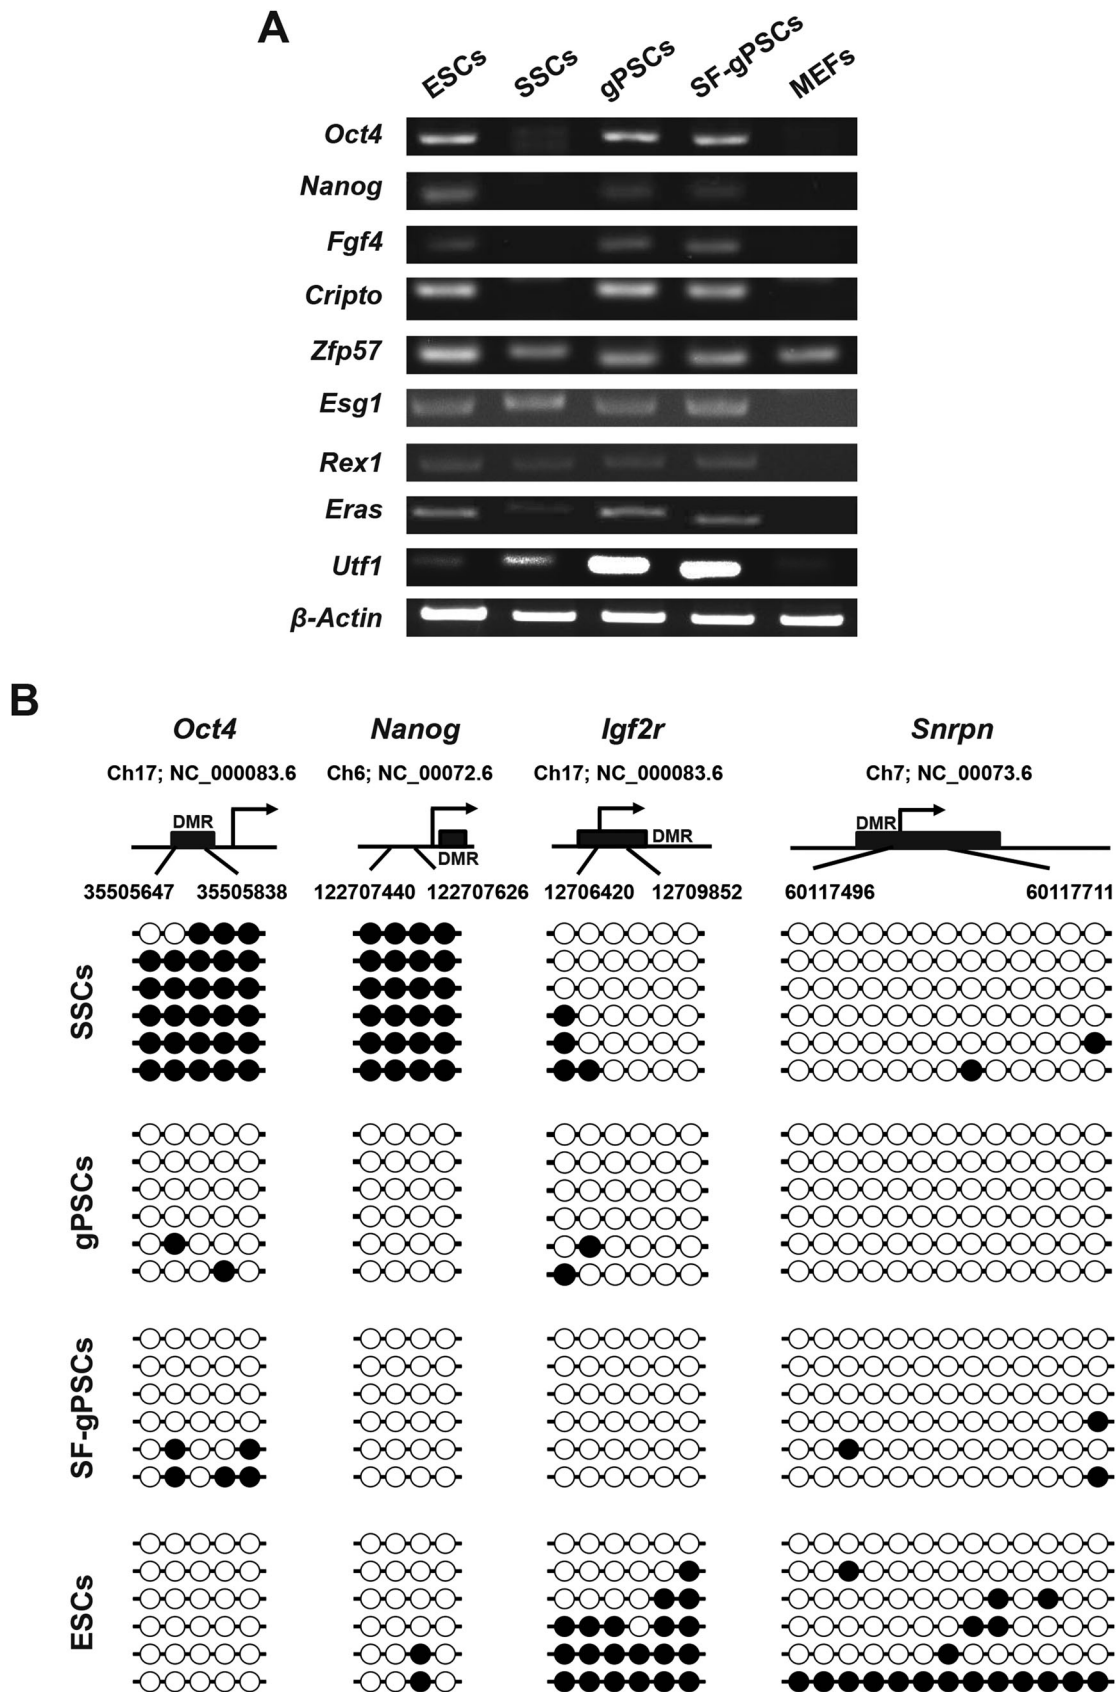 A
ESCs SSCs gPSCs SF-gPSCs MEFs
Oct4
Nanog
Fgf4
Cripto
Zfp57
Esg1
Rex1
Eras
Utf1
β-Actin
B
Oct4 Nanog Igf2r Snrpn
Ch17; NC_000083.6 Ch6; NC_00072.6 Ch17; NC_000083.6 Ch7; NC_00073.6
DMR DMR DMR DMR
35505647 35505838 122707440 122707626 12706420 12709852 60117496 60117711
SSCs
gPSCs
SF-gPSCs
ESCs